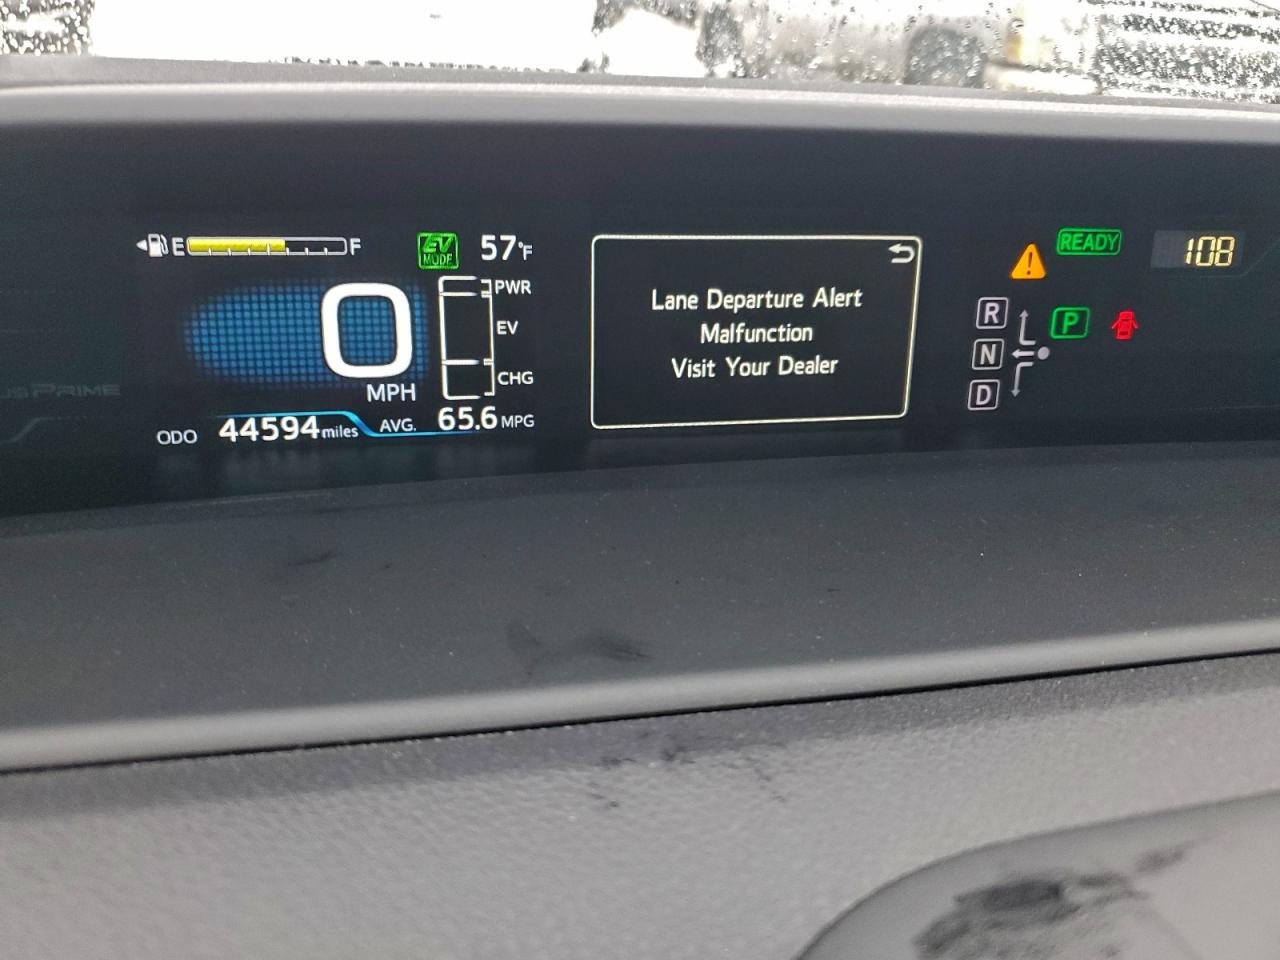 E F
EV
MODE
57°F
0
MPH
PWR
EV
CHG
ODO 44594 miles
AVG. 65.6 MPG
Lane Departure Alert
Malfunction
Visit Your Dealer
READY
108
R
N
D
P
PRIME